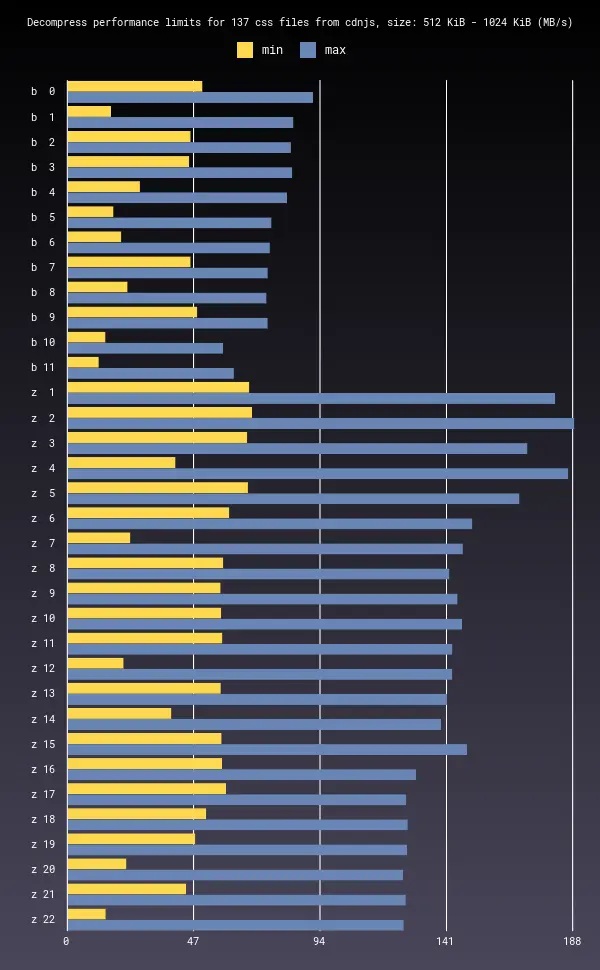 Decompress performance limits for 137 css files from cdnjs, size: 512 KiB - 1024 KiB (MB/s)
min max
b 0
b 1
b 2
b 3
b 4
b 5
b 6
b 7
b 8
b 9
b 10
b 11
z 1
z 2
z 3
z 4
z 5
z 6
z 7
z 8
z 9
z 10
z 11
z 12
z 13
z 14
z 15
z 16
z 17
z 18
z 19
z 20
z 21
z 22
0 47 94 141 188